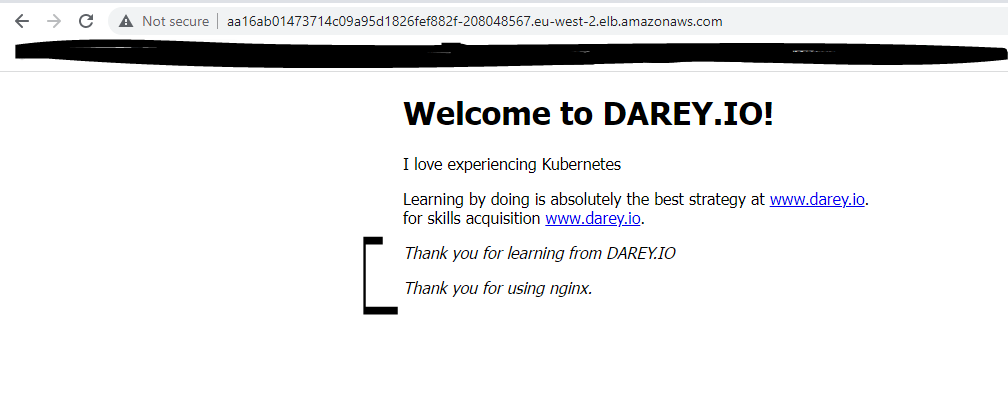 Not secure
aa16ab01473714c09a95d1826fef882f-208048567.eu-west-2.elb.amazonaws.com
Welcome to DAREY.IO!
I love experiencing Kubernetes
Learning by doing is absolutely the best strategy at www.darey.io.
for skills acquisition www.darey.io.
Thank you for learning from DAREY.IO
Thank you for using nginx.